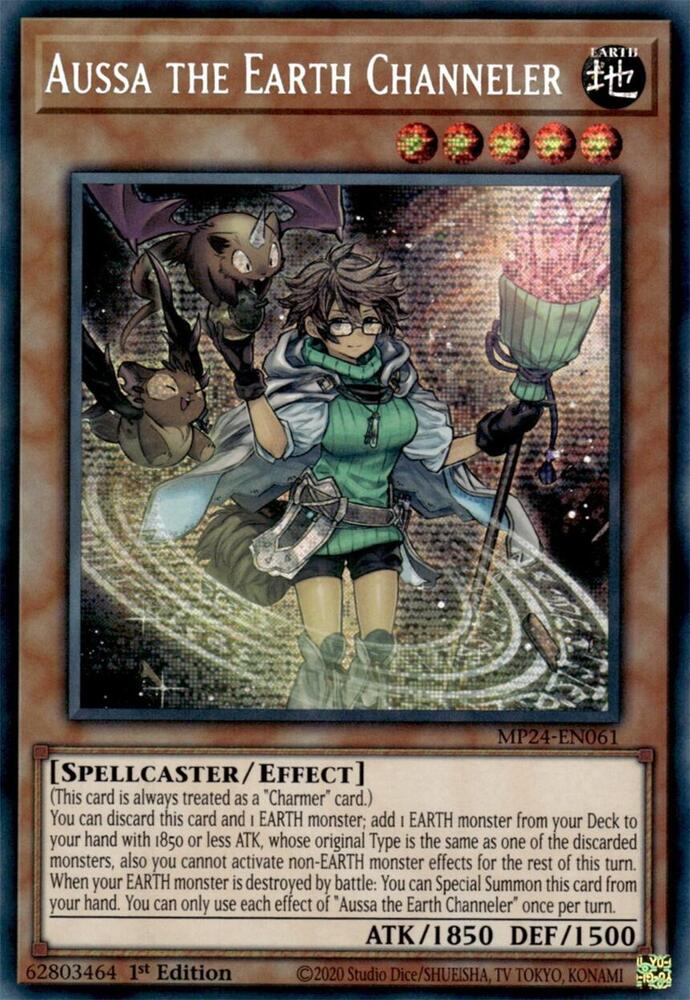 AUSSA THE EARTH CHANNELER
EARTH
地
MP24-EN061
[SPELLCASTER/EFFECT]
(This card is always treated as a "Charmer" card.)
You can discard this card and 1 EARTH monster; add 1 EARTH monster from your Deck to
your hand with 1850 or less ATK, whose original Type is the same as one of the discarded
monsters, also you cannot activate non-EARTH monster effects for the rest of this turn.
When your EARTH monster is destroyed by battle: You can Special Summon this card from
your hand. You can only use each effect of "Aussa the Earth Channeler" once per turn.
ATK/1850 DEF/1500
62803464 1st Edition ©2020 Studio Dice/SHUEISHA, TV TOKYO, KONAMI